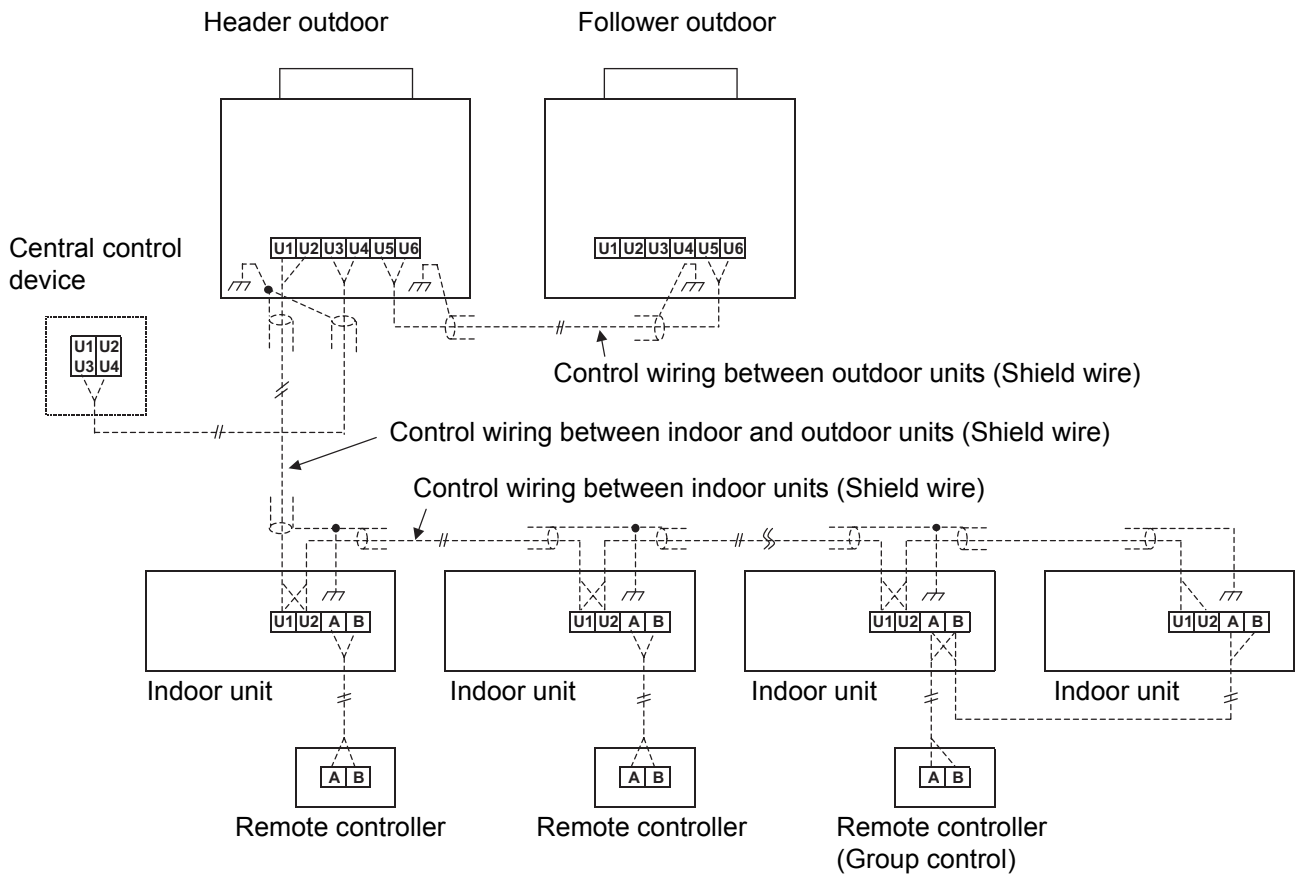 Header outdoor
Follower outdoor
U1 U2 U3 U4 U5 U6
U1 U2 U3 U4 U5 U6
Central control
device
U1 U2
U3 U4
Control wiring between outdoor units (Shield wire)
Control wiring between indoor and outdoor units (Shield wire)
Control wiring between indoor units (Shield wire)
U1 U2 A B
U1 U2 A B
U1 U2 A B
U1 U2 A B
Indoor unit
Indoor unit
Indoor unit
Indoor unit
A B
A B
A B
Remote controller
Remote controller
Remote controller
(Group control)